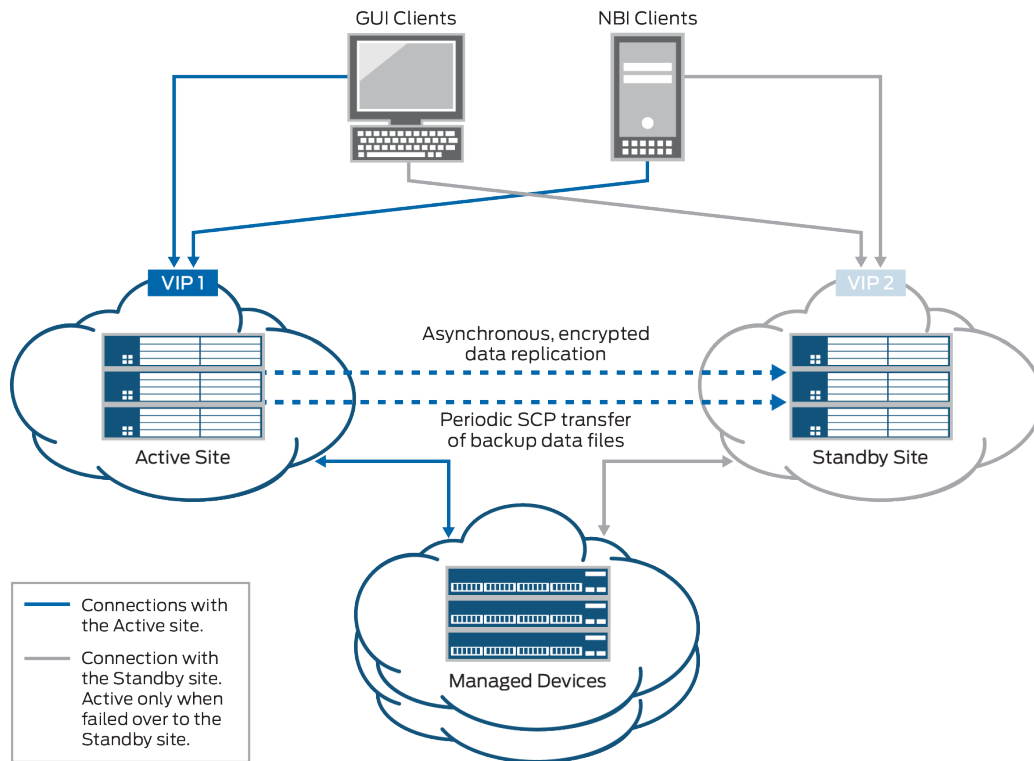 GUI Clients
NBI Clients
VIP 1
VIP 2
Asynchronous, encrypted
data replication
Periodic SCP transfer
of backup data files
Active Site
Standby Site
Managed Devices
Connections with
the Active site.
Connection with
the Standby site.
Active only when
failed over to the
Standby site.